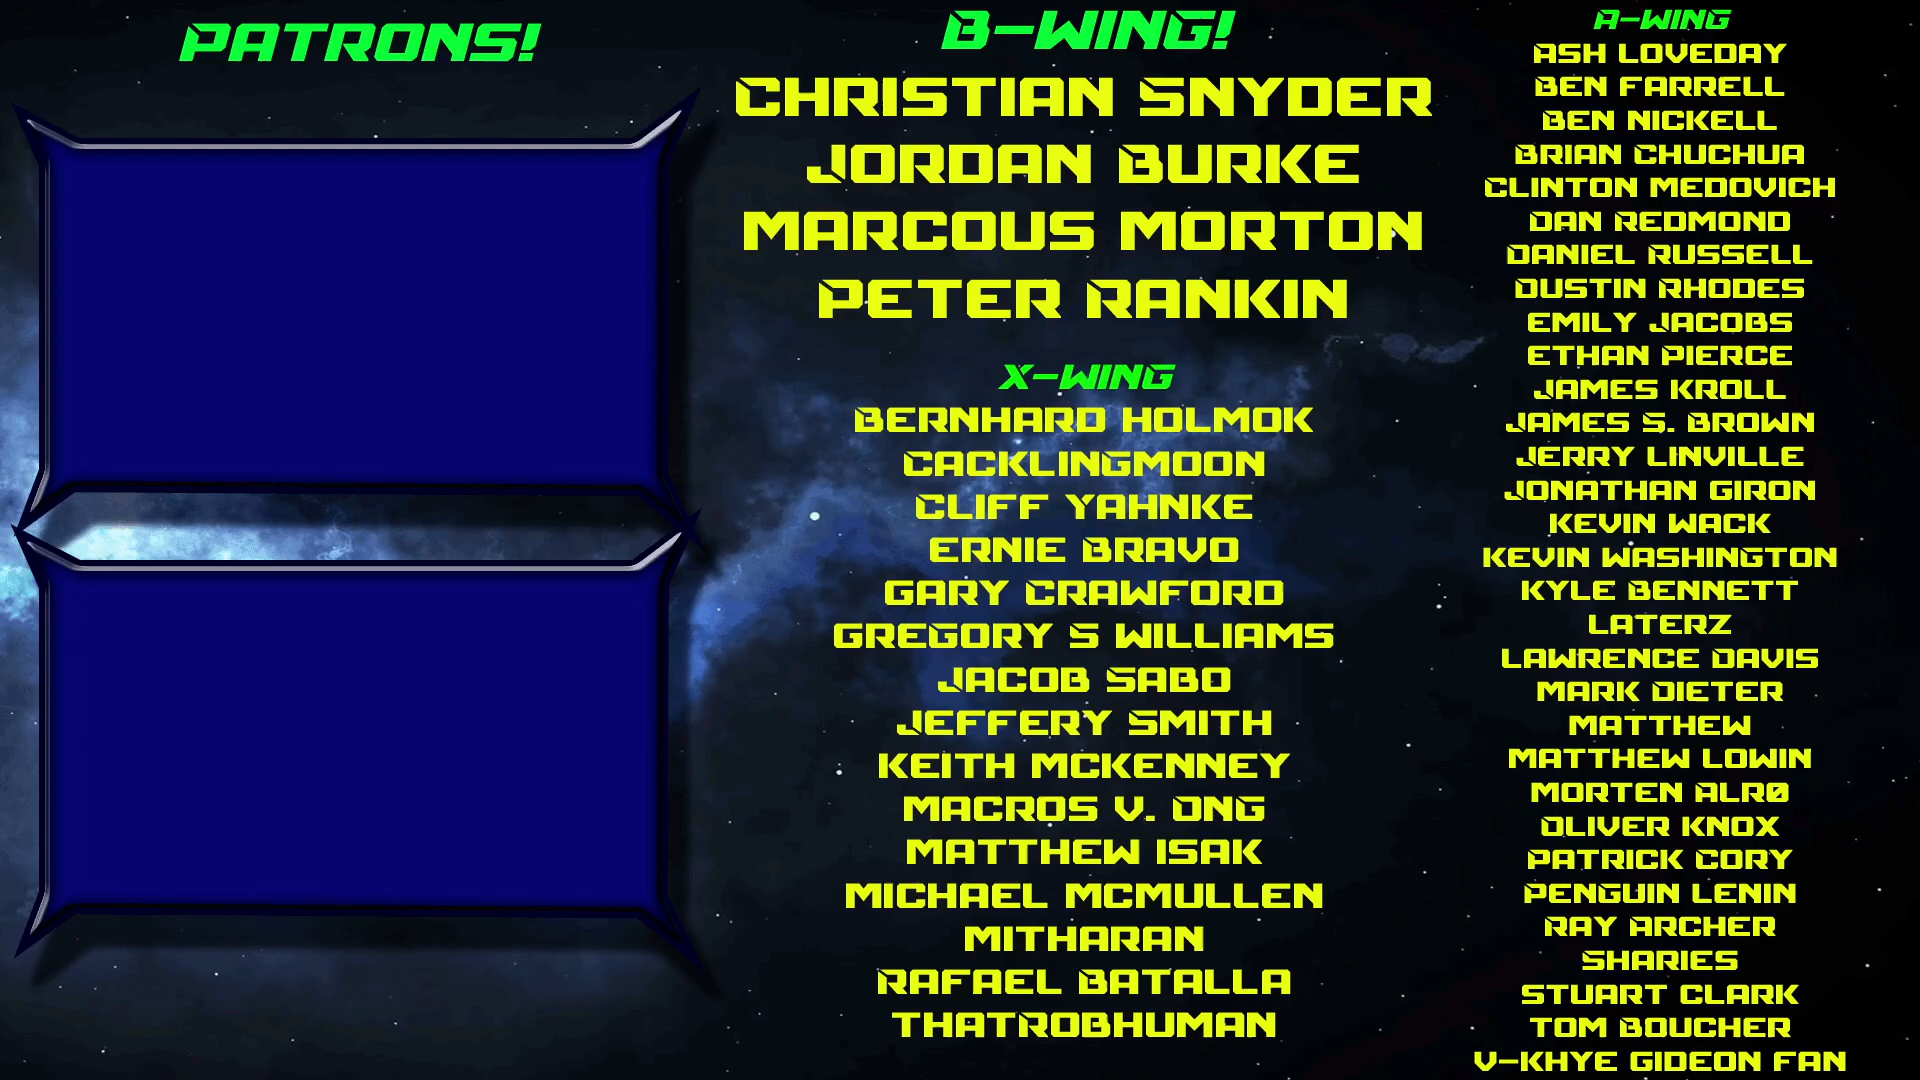 PATRONS!
B-WING!
CHRISTIAN SNYDER
JORDAN BURKE
MARCOUS MORTON
PETER RANKIN
X-WING
BERNHARD HOLMOK
CACKLINGMOON
CLIFF YAHNKE
ERNIE BRAVO
GARY CRAWFORD
GREGORY S WILLIAMS
JACOB SABO
JEFFERY SMITH
KEITH MCKENNEY
MACROS V. ONG
MATTHEW ISAK
MICHAEL MCMULLEN
MITHARAN
RAFAEL BATALLA
THATROBHUMAN
A-WING
ASH LOVEDAY
BEN FARRELL
BEN NICKELL
BRIAN CHUCHUA
CLINTON MEDOVICH
DAN REDMOND
DANIEL RUSSELL
DUSTIN RHODES
EMILY JACOBS
ETHAN PIERCE
JAMES KROLL
JAMES S. BROWN
JERRY LINVILLE
JONATHAN GIRON
KEVIN WACK
KEVIN WASHINGTON
KYLE BENNETT
LATERZ
LAWRENCE DAVIS
MARK DIETER
MATTHEW
MATTHEW LOWIN
MORTEN ALRØ
OLIVER KNOX
PATRICK CORY
PENGUIN LENIN
RAY ARCHER
SHARIES
STUART CLARK
TOM BOUCHER
V-KHYE GIDEON FAN